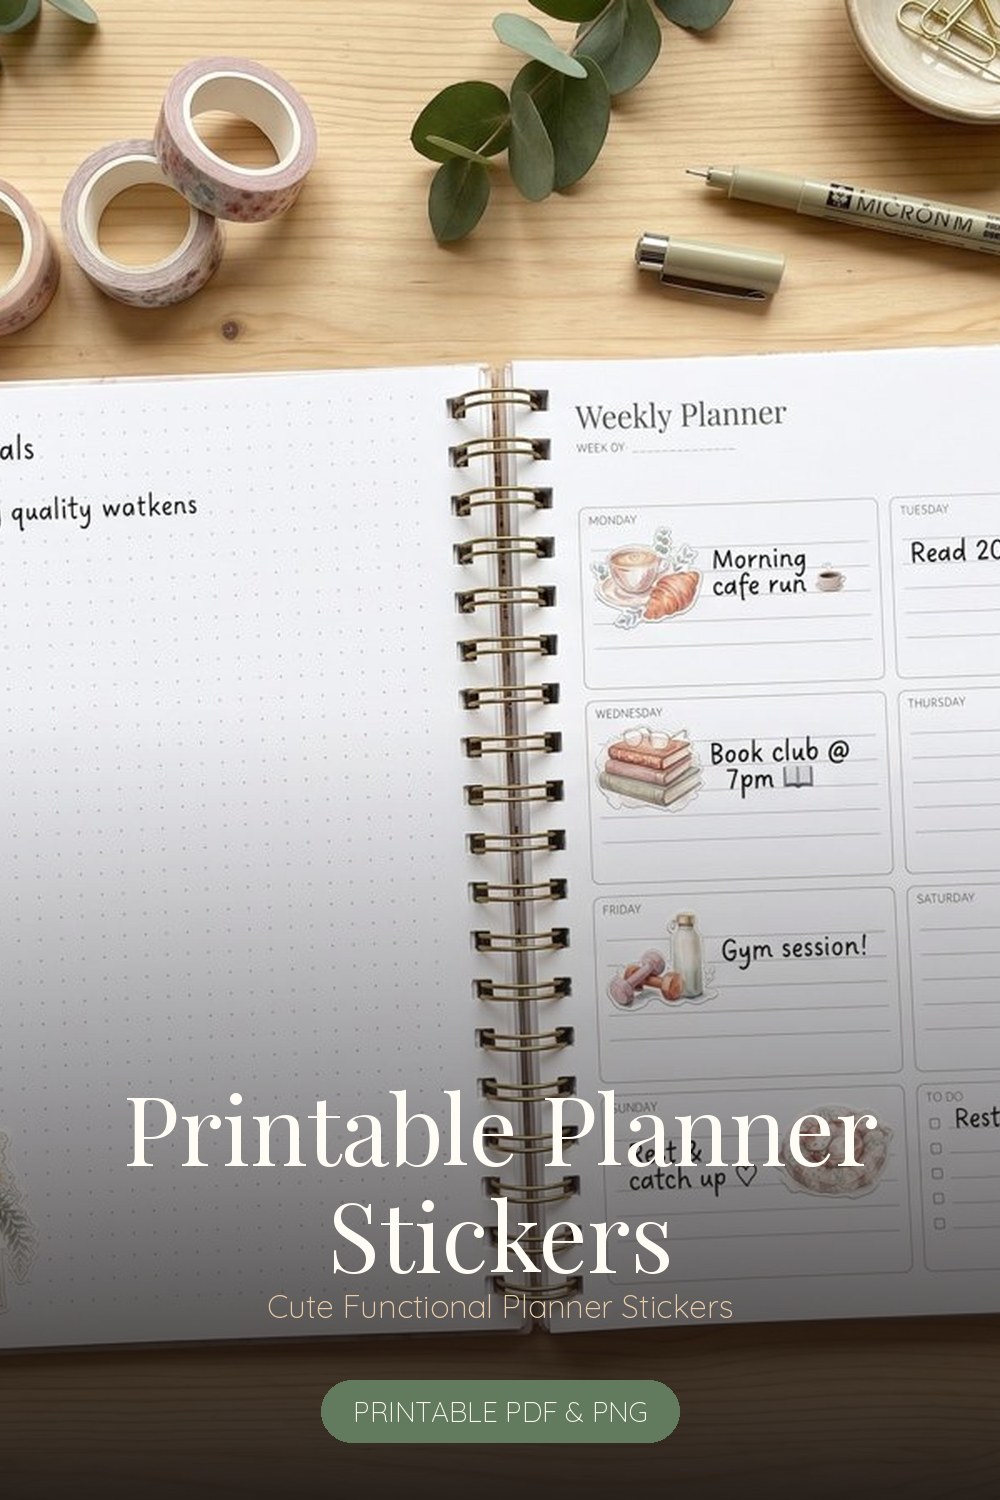 MICRON M
als
quality watkens
Weekly Planner
WEEK OY
MONDAY
Morning
cafe run
TUESDAY
Read 20
WEDNESDAY
Book club @
7pm
THURSDAY
FRIDAY
Gym session!
SATURDAY
SUNDAY
Rest &
catch up ♡
TO DO
Rest
Printable Planner
Stickers
Cute Functional Planner Stickers
PRINTABLE PDF & PNG